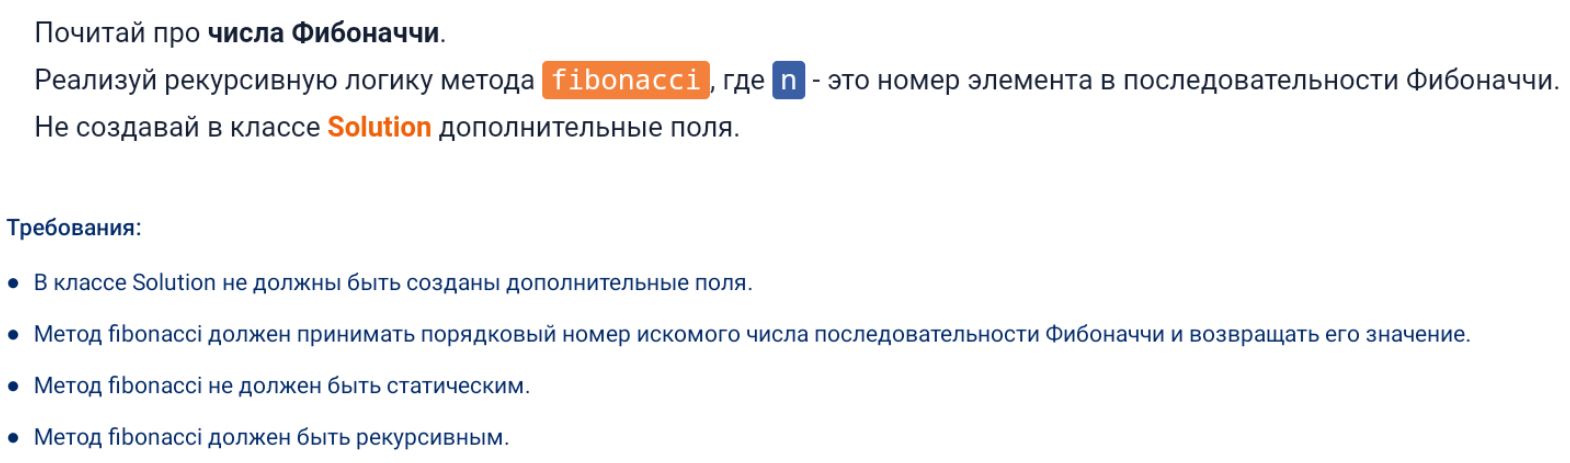 Почитай про числа Фибоначчи.
Реализуй рекурсивную логику метода fibonacci, где n - это номер элемента в последовательности Фибоначчи.
Не создавай в классе Solution дополнительные поля.
Требования:
● В классе Solution не должны быть созданы дополнительные поля.
● Метод fibonacci должен принимать порядковый номер искомого числа последовательности Фибоначчи и возвращать его значение.
● Метод fibonacci не должен быть статическим.
● Метод fibonacci должен быть рекурсивным.